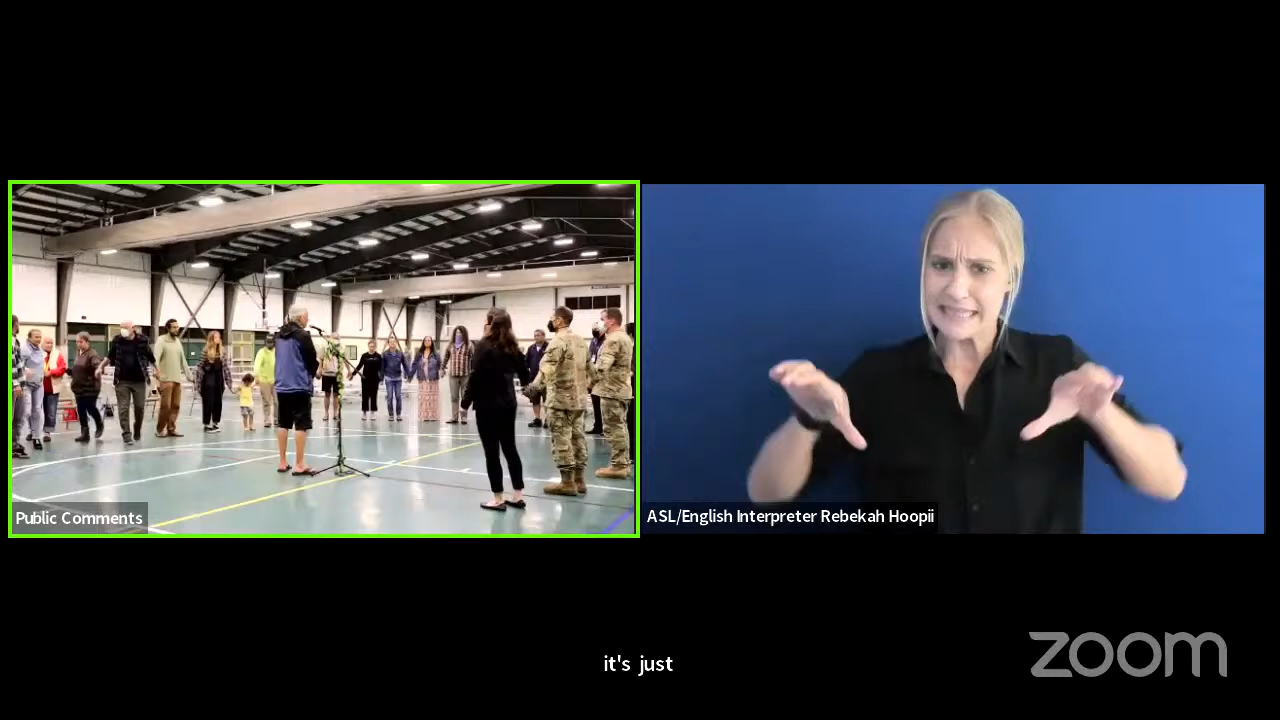 Public Comments
ASL/English Interpreter Rebekah Hoopii
it's just
zoom